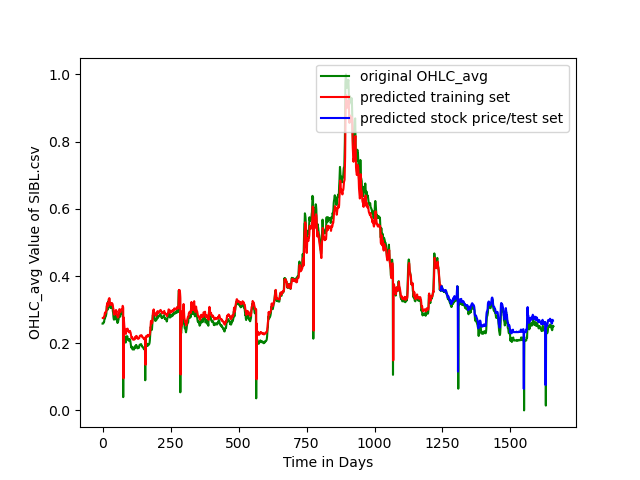 original OHLC_avg
predicted training set
predicted stock price/test set
OHLC_avg Value of SIBL.csv
1.0
0.8
0.6
0.4
0.2
0.0
0 250 500 750 1000 1250 1500
Time in Days